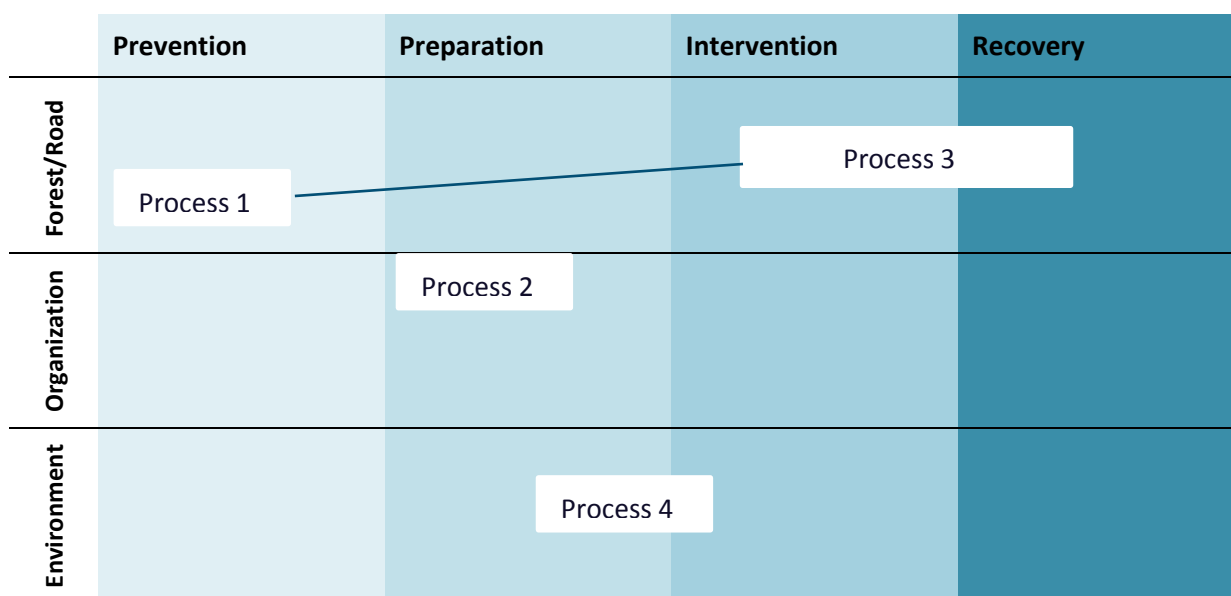 Prevention
Preparation
Intervention
Recovery
Forest/Road
Process 1
Process 3
Organization
Process 2
Environment
Process 4